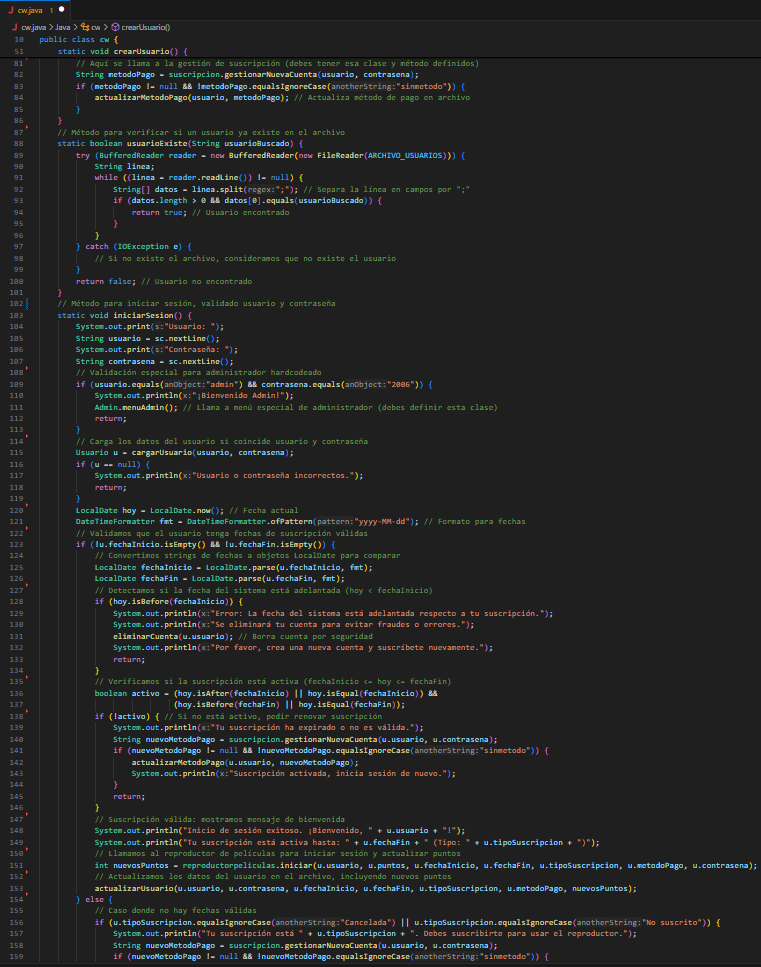 cw.java 1
cw.java > Java > cw > crearUsuario()
10 public class cw {
51 static void crearUsuario() {
81 // Aquí se llama a la gestión de suscripción (debes tener esa clase y método definidos)
82 String metodoPago = suscripcion.gestionarNuevaCuenta(usuario, contrasena);
83 if (metodoPago != null && !metodoPago.equalsIgnoreCase(anotherString:"sinmetodo")) {
84 actualizarMetodoPago(usuario, metodoPago); // Actualiza método de pago en archivo
85 }
86 }
87 // Método para verificar si un usuario ya existe en el archivo
88 static boolean usuarioExiste(String usuarioBuscado) {
89 try (BufferedReader reader = new BufferedReader(new FileReader(ARCHIVO_USUARIOS))) {
90 String linea;
91 while ((linea = reader.readLine()) != null) {
92 String[] datos = linea.split(regex:";"); // Separa la línea en campos por ";"
93 if (datos.length > 0 && datos[0].equals(usuarioBuscado)) {
94 return true; // Usuario encontrado
95 }
96 }
97 } catch (IOException e) {
98 // Si no existe el archivo, consideramos que no existe el usuario
99 }
100 return false; // Usuario no encontrado
101 }
102 // Método para iniciar sesión, validado usuario y contraseña
103 static void iniciarSesion() {
104 System.out.print(s:"Usuario: ");
105 String usuario = sc.nextLine();
106 System.out.print(s:"Contraseña: ");
107 String contrasena = sc.nextLine();
108 // Validación especial para administrador hardcodeado
109 if (usuario.equals(anObject:"admin") && contrasena.equals(anObject:"2006")) {
110 System.out.println(x:"¡Bienvenido Admin!");
111 Admin.menuAdmin(); // Llama a menú especial de administrador (debes definir esta clase)
112 return;
113 }
114 // Carga los datos del usuario si coincide usuario y contraseña
115 Usuario u = cargarUsuario(usuario, contrasena);
116 if (u == null) {
117 System.out.println(x:"Usuario o contraseña incorrectos.");
118 return;
119 }
120 LocalDate hoy = LocalDate.now(); // Fecha actual
121 DateTimeFormatter fmt = DateTimeFormatter.ofPattern(pattern:"yyyy-MM-dd"); // Formato para fechas
122 // Validamos que el usuario tenga fechas de suscripción válidas
123 if (!u.fechaInicio.isEmpty() && !u.fechaFin.isEmpty()) {
124 // Convertimos strings de fechas a objetos LocalDate para comparar
125 LocalDate fechaInicio = LocalDate.parse(u.fechaInicio, fmt);
126 LocalDate fechaFin = LocalDate.parse(u.fechaFin, fmt);
127 // Detectamos si la fecha del sistema está adelantada (hoy < fechaInicio)
128 if (hoy.isBefore(fechaInicio)) {
129 System.out.println(x:"Error: La fecha del sistema está adelantada respecto a tu suscripción.");
130 System.out.println(x:"Se eliminará tu cuenta para evitar fraudes o errores.");
131 eliminarCuenta(u.usuario); // Borra cuenta por seguridad
132 System.out.println(x:"Por favor, crea una nueva cuenta y suscríbete nuevamente.");
133 return;
134 }
135 // Verificamos si la suscripción está activa (fechaInicio <= hoy <= fechaFin)
136 boolean activo = (hoy.isAfter(fechaInicio) || hoy.isEqual(fechaInicio)) &&
137 (hoy.isBefore(fechaFin) || hoy.isEqual(fechaFin));
138 if (!activo) { // Si no está activo, pedir renovar suscripción
139 System.out.println(x:"Tu suscripción ha expirado o no es válida.");
140 String nuevoMetodoPago = suscripcion.gestionarNuevaCuenta(u.usuario, u.contrasena);
141 if (nuevoMetodoPago != null && !nuevoMetodoPago.equalsIgnoreCase(anotherString:"sinmetodo")) {
142 actualizarMetodoPago(u.usuario, nuevoMetodoPago);
143 System.out.println(x:"Suscripción activada, inicia sesión de nuevo.");
144 }
145 return;
146 }
147 // Suscripción válida: mostramos mensaje de bienvenida
148 System.out.println("Inicio de sesión exitoso. ¡Bienvenido, " + u.usuario + "!");
149 System.out.println("Tu suscripción está activa hasta: " + u.fechaFin + " (Tipo: " + u.tipoSuscripcion + ")");
150 // Llamamos al reproductor de películas para iniciar sesión y actualizar puntos
151 int nuevosPuntos = reproductorpeliculas.iniciar(u.usuario, u.puntos, u.fechaInicio, u.fechaFin, u.tipoSuscripcion, u.metodoPago, u.contrasena);
152 // Actualizamos los datos del usuario en el archivo, incluyendo nuevos puntos
153 actualizarUsuario(u.usuario, u.contrasena, u.fechaInicio, u.fechaFin, u.tipoSuscripcion, u.metodoPago, nuevosPuntos);
154 } else {
155 // Caso donde no hay fechas válidas
156 if (u.tipoSuscripcion.equalsIgnoreCase(anotherString:"Cancelada") || u.tipoSuscripcion.equalsIgnoreCase(anotherString:"No suscrito")) {
157 System.out.println("Tu suscripción está " + u.tipoSuscripcion + ". Debes suscribirte para usar el reproductor.");
158 String nuevoMetodoPago = suscripcion.gestionarNuevaCuenta(u.usuario, u.contrasena);
159 if (nuevoMetodoPago != null && !nuevoMetodoPago.equalsIgnoreCase(anotherString:"sinmetodo")) {